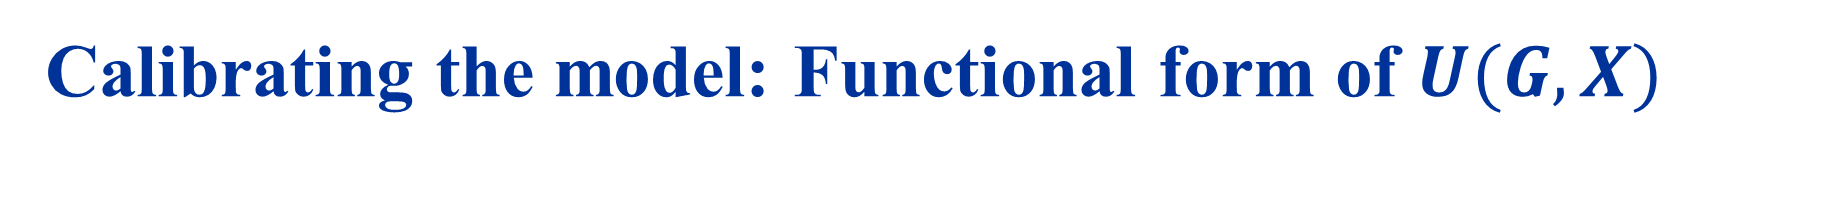 Calibrating the model: Functional form of U(G, X)